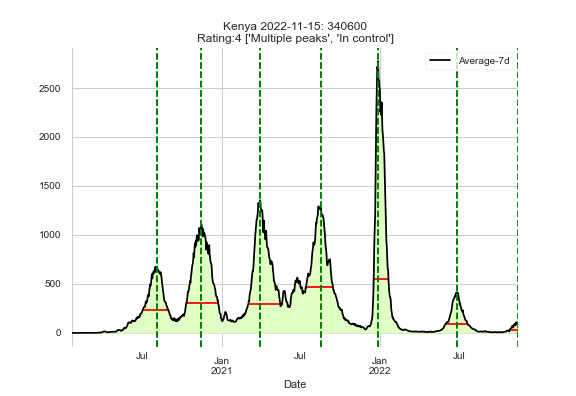 Kenya 2022-11-15: 340600
Rating:4 ['Multiple peaks', 'In control']
Average-7d
2500
2000
1500
1000
500
0
Jul
Jan
2021
Jul
Jan
2022
Jul
Date